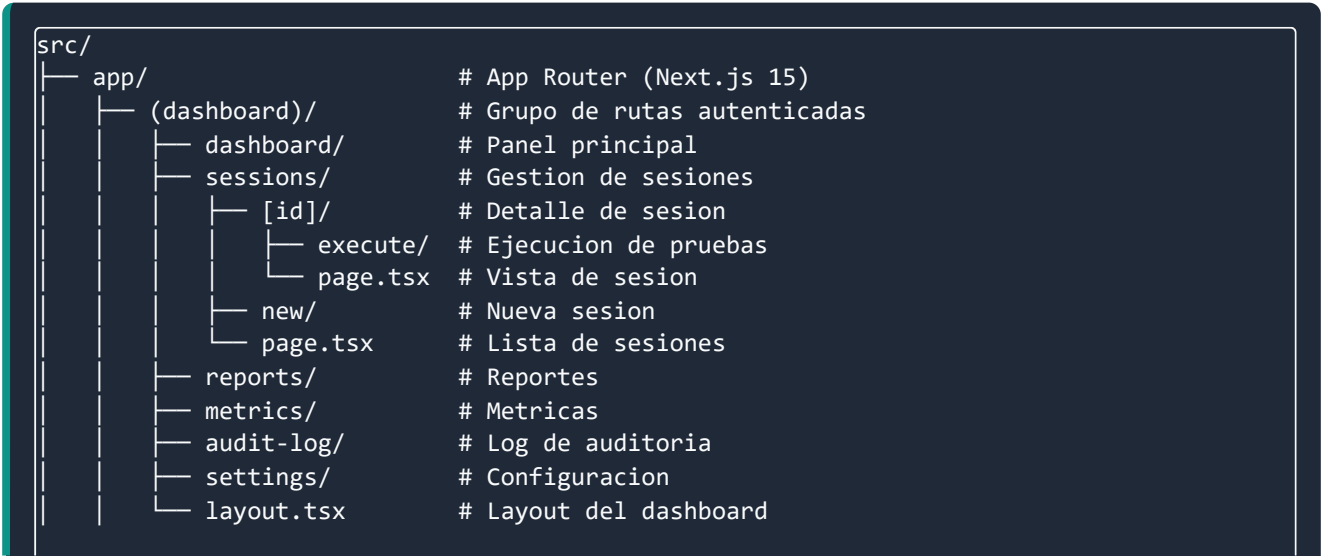 src/
├── app/                      # App Router (Next.js 15)
│   ├── (dashboard)/          # Grupo de rutas autenticadas
│   │   ├── dashboard/        # Panel principal
│   │   ├── sessions/         # Gestion de sesiones
│   │   │   ├── [id]/         # Detalle de sesion
│   │   │   │   ├── execute/  # Ejecucion de pruebas
│   │   │   │   └── page.tsx  # Vista de sesion
│   │   │   ├── new/          # Nueva sesion
│   │   │   └── page.tsx      # Lista de sesiones
│   │   ├── reports/          # Reportes
│   │   ├── metrics/          # Metricas
│   │   ├── audit-log/        # Log de auditoria
│   │   ├── settings/         # Configuracion
│   │   └── layout.tsx        # Layout del dashboard